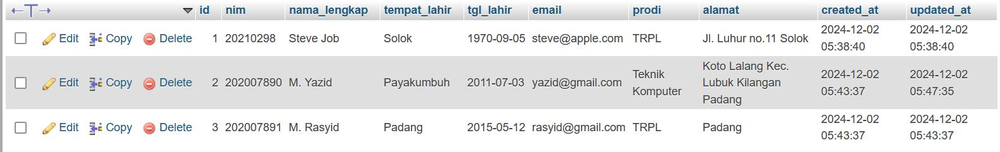 id nim nama_lengkap tempat_lahir tgl_lahir email prodi alamat created_at updated_at
Edit Copy Delete 1 20210298 Steve Job Solok 1970-09-05 steve@apple.com TRPL Jl. Luhur no.11 Solok 2024-12-02 05:38:40 2024-12-02 05:38:40
Edit Copy Delete 2 202007890 M. Yazid Payakumbuh 2011-07-03 yazid@gmail.com Teknik Komputer Koto Lalang Kec. Lubuk Kilangan Padang 2024-12-02 05:43:37 2024-12-02 05:47:35
Edit Copy Delete 3 202007891 M. Rasyid Padang 2015-05-12 rasyid@gmail.com TRPL Padang 2024-12-02 05:43:37 2024-12-02 05:43:37